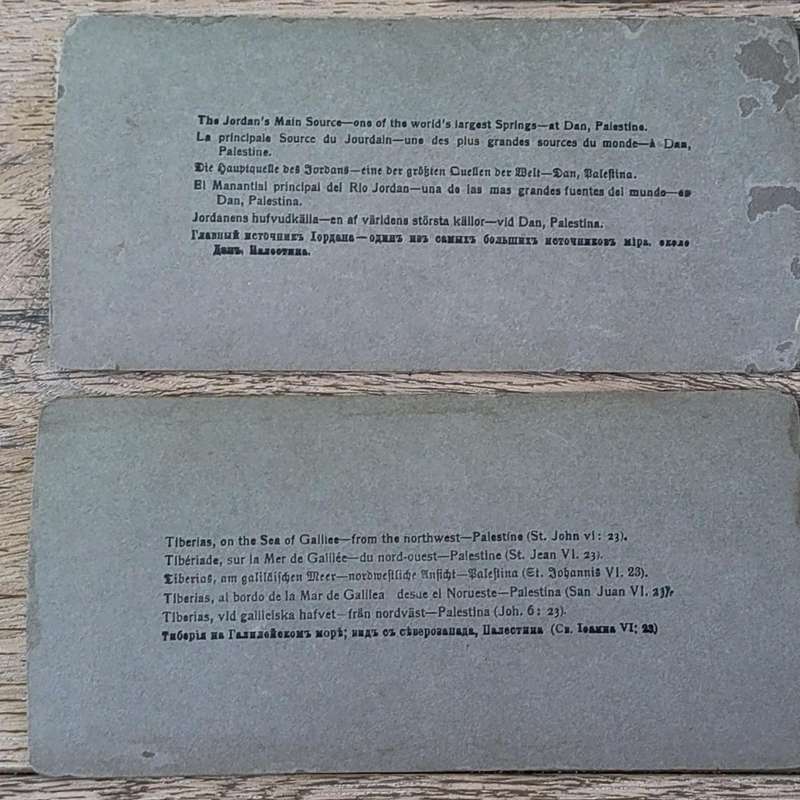 The Jordan's Main Source—one of the world's largest Springs—at Dan, Palestine.
La principale Source du Jourdain—une des plus grandes sources du monde—à Dan,
Palestine.
Die Hauptquelle des Jordans—eine der größten Quellen der Welt—Dan, Palestina.
El Manantial principal del Rio Jordan—una de las mas grandes fuentes del mundo—en
Dan, Palestina.
Jordanens hufvudkälla—en af världens största källor—vid Dan, Palestina.
Главный источникъ Іордана—одинъ изъ самыхъ большихъ источниковъ міра. около
Данъ, Палестина.
Tiberias, on the Sea of Galilee—from the northwest—Palestine (St. John vi: 23).
Tibériade, sur la Mer de Galilée—du nord-ouest—Palestine (St. Jean VI. 23).
Tiberias, am galiläischen Meer—nordwestliche Ansicht—Palestina (St. Johannis VI. 23).
Tiberias, al bordo de la Mar de Galilea desue el Norueste—Palestina (San Juan VI. 23).
Tiberias, vid galileiska hafvet—från nordväst—Palestina (Joh. 6: 23).
Тиберія на Галилейскомъ морѣ; видъ съ сѣверозапада, Палестина (Св. Іоанна VI; 23)